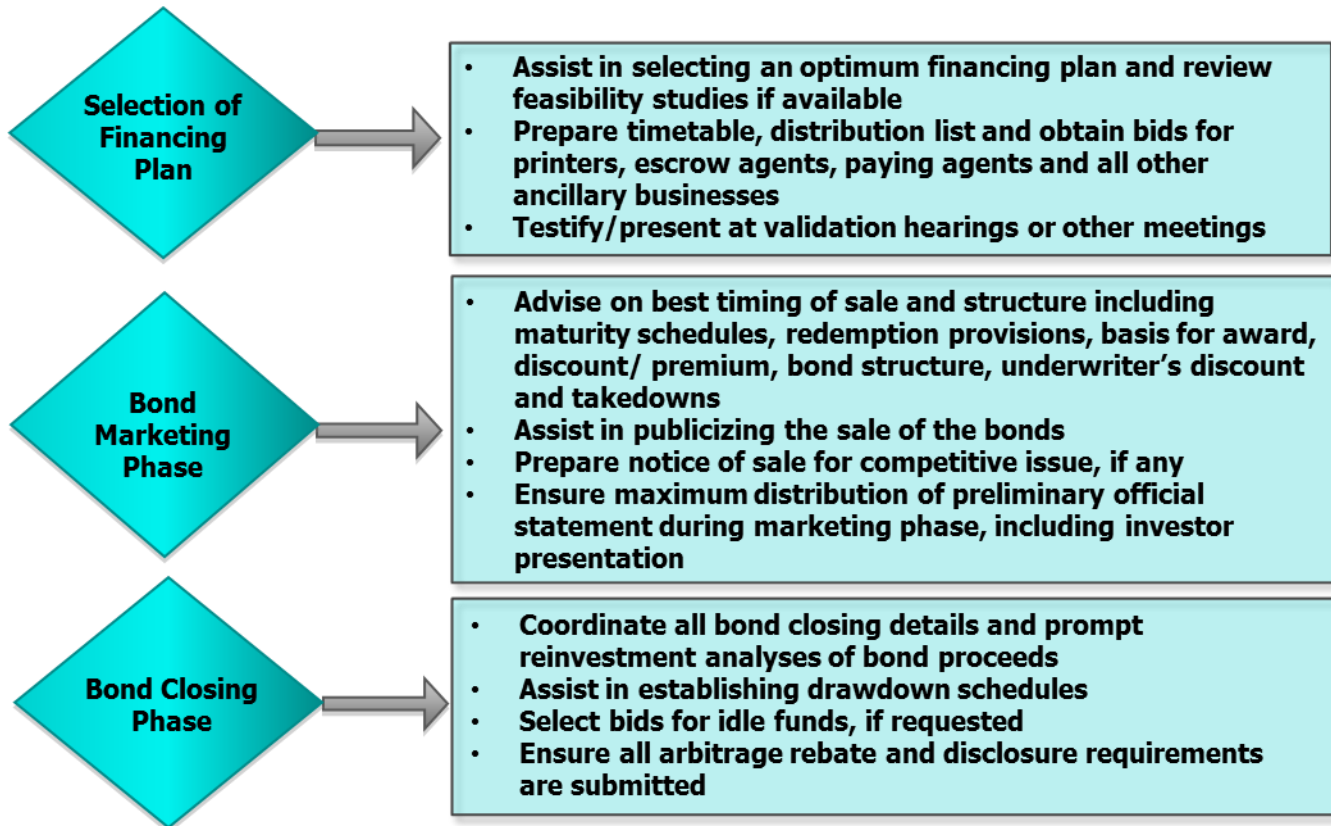 Selection of
Financing
Plan
• Assist in selecting an optimum financing plan and review
feasibility studies if available
• Prepare timetable, distribution list and obtain bids for
printers, escrow agents, paying agents and all other
ancillary businesses
• Testify/present at validation hearings or other meetings
Bond
Marketing
Phase
• Advise on best timing of sale and structure including
maturity schedules, redemption provisions, basis for award,
discount/ premium, bond structure, underwriter’s discount
and takedowns
• Assist in publicizing the sale of the bonds
• Prepare notice of sale for competitive issue, if any
• Ensure maximum distribution of preliminary official
statement during marketing phase, including investor
presentation
Bond Closing
Phase
• Coordinate all bond closing details and prompt
reinvestment analyses of bond proceeds
• Assist in establishing drawdown schedules
• Select bids for idle funds, if requested
• Ensure all arbitrage rebate and disclosure requirements
are submitted